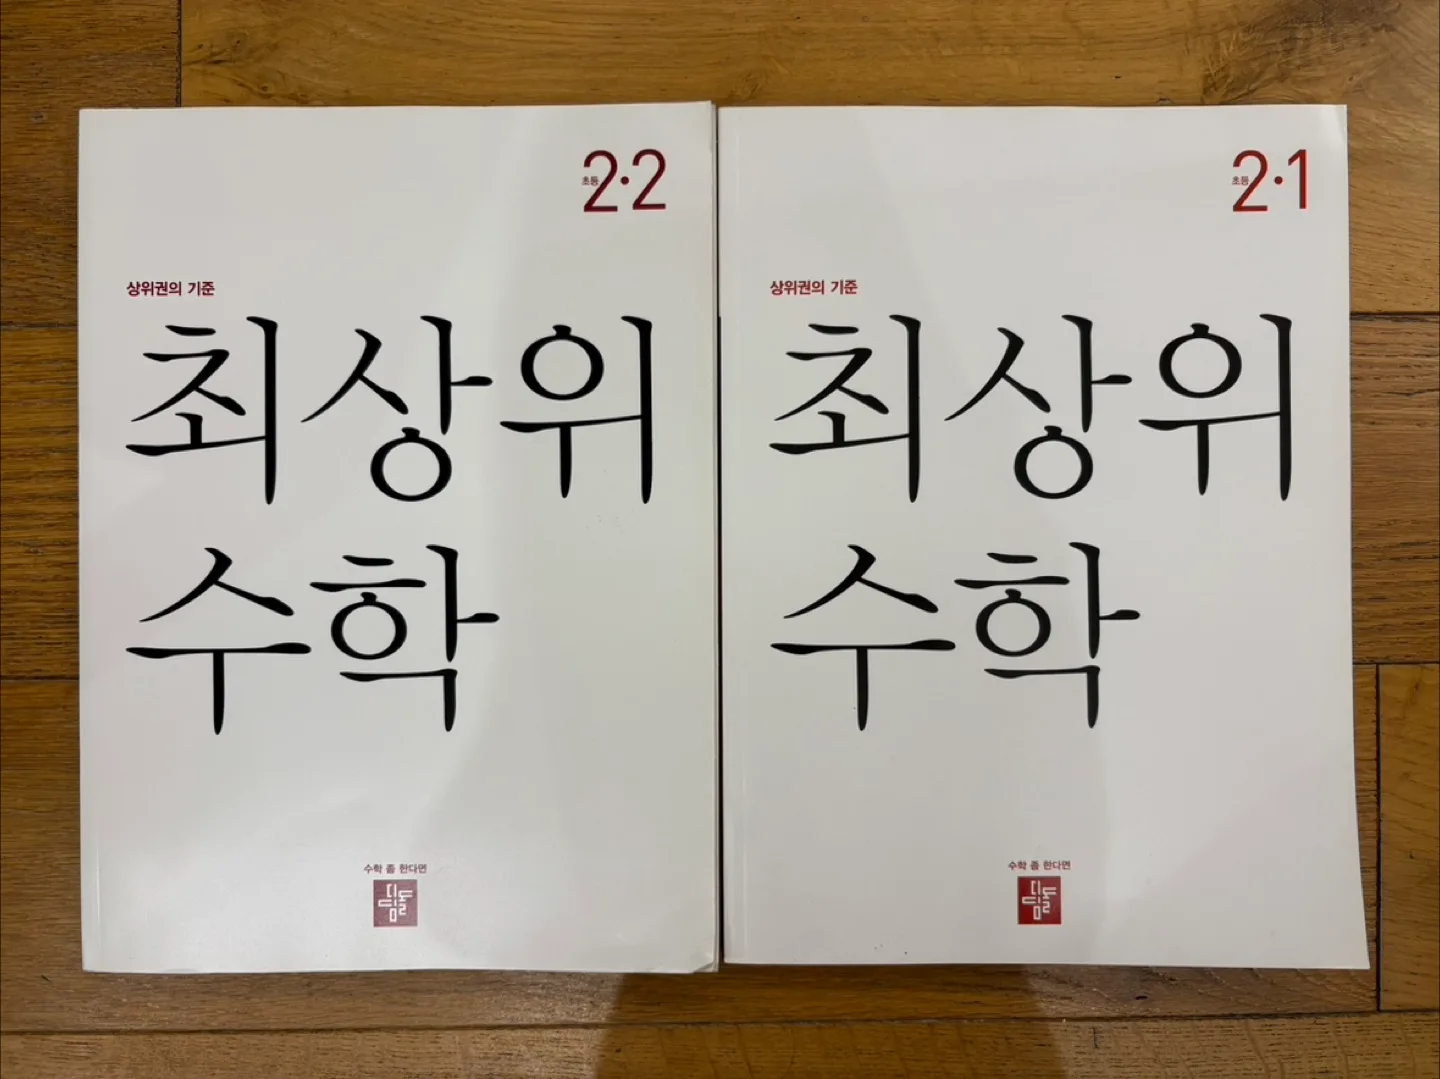 초등 2·2
상위권의 기준
최상위
수학
수학 좀 한다면
디딤돌
초등 2·1
상위권의 기준
최상위
수학
수학 좀 한다면
디딤돌